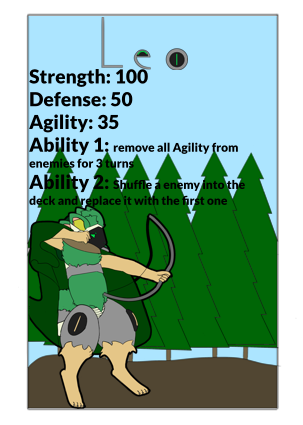 Leo
Strength: 100
Defense: 50
Agility: 35
Ability 1: remove all Agility from
enemies for 3 turns
Ability 2: Shuffle a enemy into the
deck and replace it with the first one